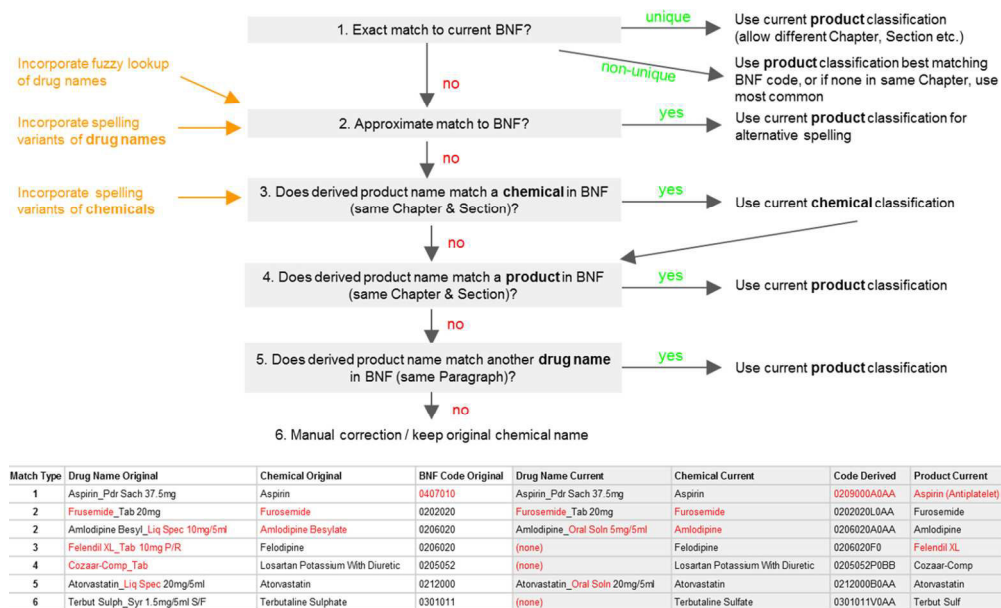 1. Exact match to current BNF?
unique
Use current product classification
(allow different Chapter, Section etc.)
non-unique
Use product classification best matching
BNF code, or if none in same Chapter, use
most common
Incorporate fuzzy lookup
of drug names
no
Incorporate spelling
variants of drug names
2. Approximate match to BNF?
yes
Use current product classification for
alternative spelling
no
Incorporate spelling
variants of chemicals
3. Does derived product name match a chemical in BNF
(same Chapter & Section)?
yes
Use current chemical classification
no
4. Does derived product name match a product in BNF
(same Chapter & Section)?
yes
Use current product classification
no
5. Does derived product name match another drug name
in BNF (same Paragraph)?
yes
Use current product classification
no
6. Manual correction / keep original chemical name
Match Type Drug Name Original Chemical Original BNF Code Original Drug Name Current Chemical Current Code Derived Product Current
1 Aspirin_Pdr Sach 37.5mg Aspirin 0407010 Aspirin_Pdr Sach 37.5mg Aspirin 0209000A0AA Aspirin (Antiplatelet)
2 Frusemide_Tab 20mg Furosemide 0202020 Furosemide_Tab 20mg Furosemide 0202020L0AA Furosemide
2 Amlodipine Besyl_Liq Spec 10mg/5ml Amlodipine Besylate 0206020 Amlodipine_Oral Soln 5mg/5ml Amlodipine 0206020A0AA Amlodipine
3 Felendil XL_Tab 10mg P/R Felodipine 0206020 (none) Felodipine 0206020F0 Felendil XL
4 Cozaar-Comp_Tab Losartan Potassium With Diuretic 0205052 (none) Losartan Potassium With Diuretic 0205052P0BB Cozaar-Comp
5 Atorvastatin_Liq Spec 20mg/5ml Atorvastatin 0212000 Atorvastatin_Oral Soln 20mg/5ml Atorvastatin 0212000B0AA Atorvastatin
6 Terbut Sulph_Syr 1.5mg/5ml S/F Terbutaline Sulphate 0301011 (none) Terbutaline Sulfate 0301011V0AA Terbut Sulf